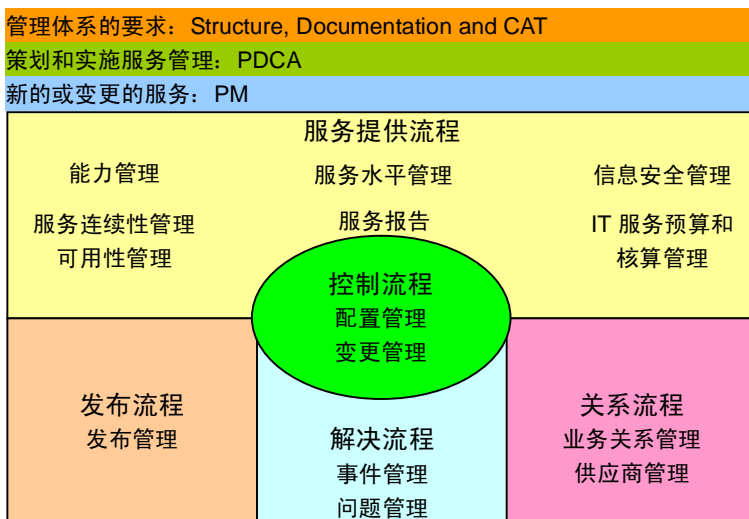 管理体系的要求：Structure, Documentation and CAT
策划和实施服务管理：PDCA
新的或变更的服务：PM
服务提供流程
能力管理
服务水平管理
信息安全管理
服务连续性管理
可用性管理
服务报告
IT 服务预算和
核算管理
控制流程
配置管理
变更管理
发布流程
发布管理
解决流程
事件管理
问题管理
关系流程
业务关系管理
供应商管理